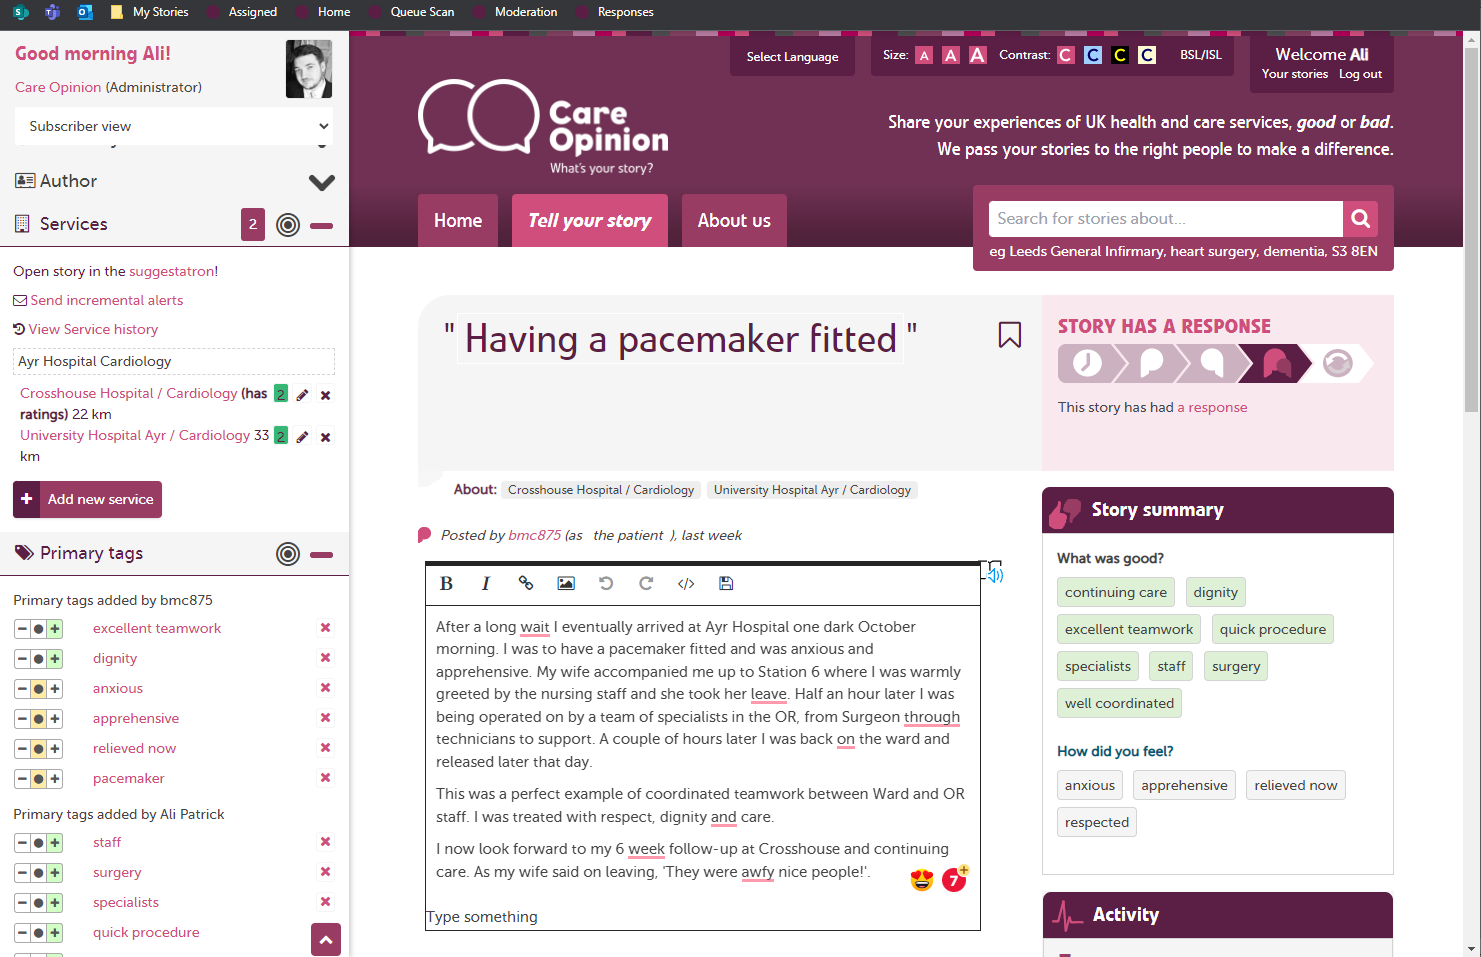 My Stories
Assigned
Home
Queue Scan
Moderation
Responses
Good morning Ali!
Care Opinion (Administrator)
Subscriber view
Author
Services
2
Open story in the suggestatron!
Send incremental alerts
View Service history
Ayr Hospital Cardiology
Crosshouse Hospital / Cardiology (has 2
ratings) 22 km
University Hospital Ayr / Cardiology 33 2
km
+ Add new service
Primary tags
Primary tags added by bmc875
excellent teamwork
dignity
anxious
apprehensive
relieved now
pacemaker
Primary tags added by Ali Patrick
staff
surgery
specialists
quick procedure
Select Language
Size: A A A Contrast: C C C C BSL/ISL
Welcome Ali
Your stories Log out
Care
Opinion
What's your story?
Share your experiences of UK health and care services, good or bad.
We pass your stories to the right people to make a difference.
Home
Tell your story
About us
Search for stories about...
eg Leeds General Infirmary, heart surgery, dementia, S3 8EN
" Having a pacemaker fitted "
STORY HAS A RESPONSE
This story has had a response
About: Crosshouse Hospital / Cardiology University Hospital Ayr / Cardiology
Posted by bmc875 (as the patient ), last week
B I </>
After a long wait I eventually arrived at Ayr Hospital one dark October
morning. I was to have a pacemaker fitted and was anxious and
apprehensive. My wife accompanied me up to Station 6 where I was warmly
greeted by the nursing staff and she took her leave. Half an hour later I was
being operated on by a team of specialists in the OR, from Surgeon through
technicians to support. A couple of hours later I was back on the ward and
released later that day.
This was a perfect example of coordinated teamwork between Ward and OR
staff. I was treated with respect, dignity and care.
I now look forward to my 6 week follow-up at Crosshouse and continuing
care. As my wife said on leaving, 'They were awfy nice people!'.
7
Type something
Story summary
What was good?
continuing care dignity
excellent teamwork quick procedure
specialists staff surgery
well coordinated
How did you feel?
anxious apprehensive relieved now
respected
Activity